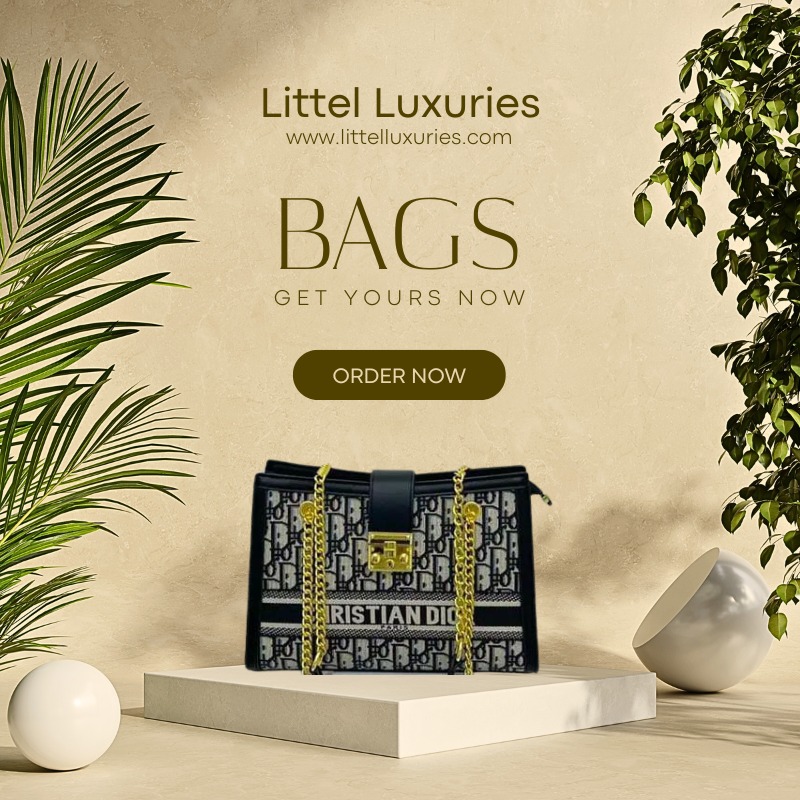 Littel Luxuries
www.littelluxuries.com
BAGS
GET YOURS NOW
ORDER NOW
RISTIAN DIO
PARIS